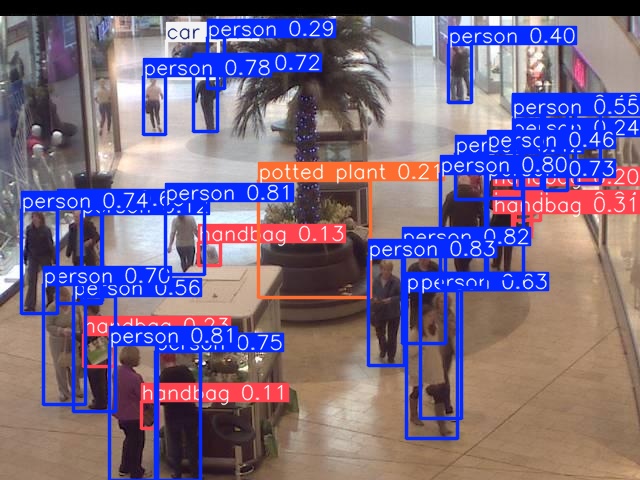 car
person 0.29
person 0.40
person 0.78
0.72
person 0.55
0.24
person 0.46
per
potted plant 0.21
person 0.80
0.73
0.20
handbag 0.31
person 0.74
person 0.81
handbag 0.13
0.82
person 0.83
person 0.70
person 0.56
person 0.63
handbag 0.23
person 0.81
0.75
handbag 0.11